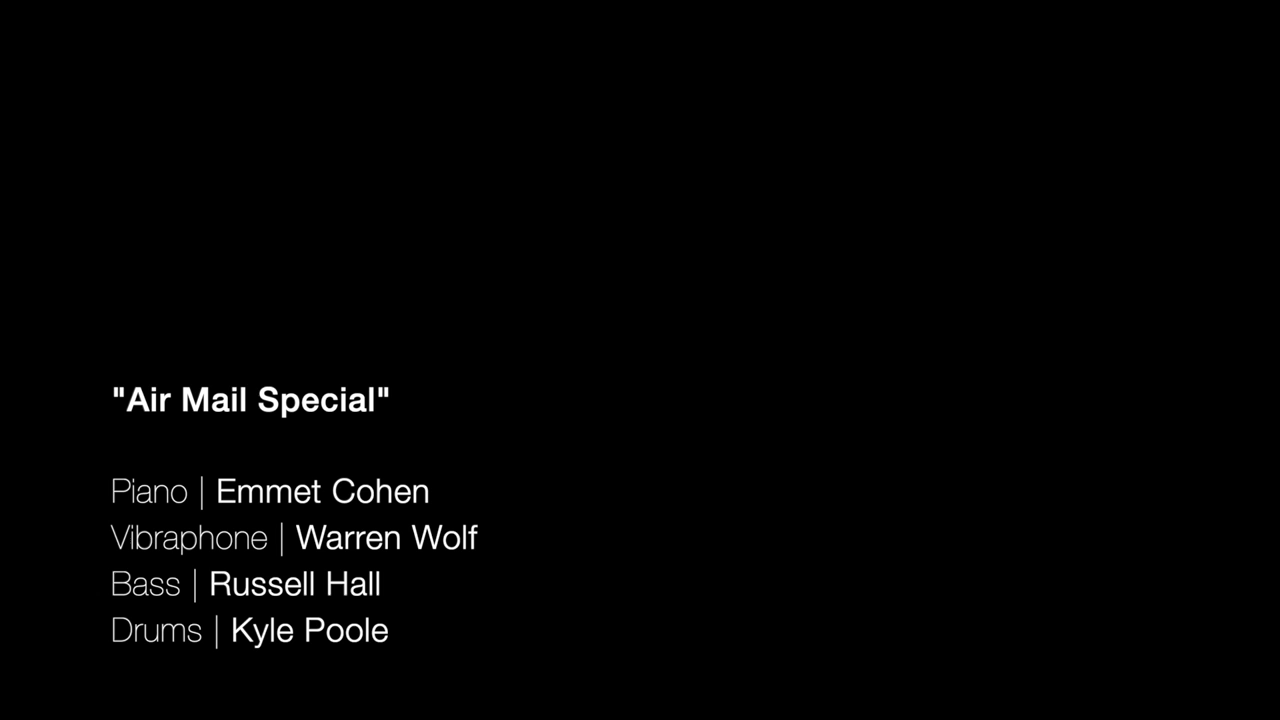 "Air Mail Special"
Piano | Emmet Cohen
Vibraphone | Warren Wolf
Bass | Russell Hall
Drums | Kyle Poole